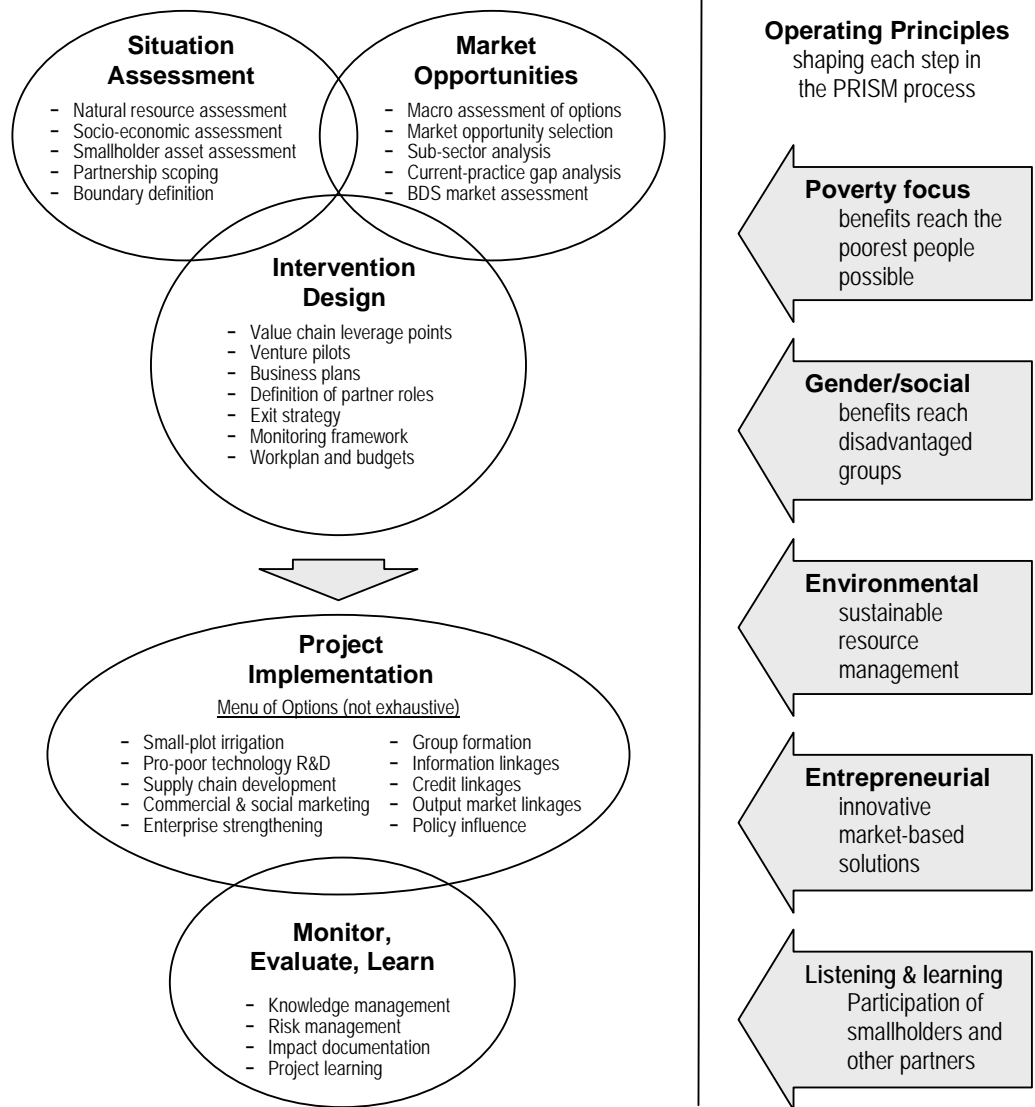 Situation
Assessment
- Natural resource assessment
- Socio-economic assessment
- Smallholder asset assessment
- Partnership scoping
- Boundary definition
Market
Opportunities
- Macro assessment of options
- Market opportunity selection
- Sub-sector analysis
- Current-practice gap analysis
- BDS market assessment
Intervention
Design
- Value chain leverage points
- Venture pilots
- Business plans
- Definition of partner roles
- Exit strategy
- Monitoring framework
- Workplan and budgets
Project
Implementation
Menu of Options (not exhaustive)
- Small-plot irrigation
- Pro-poor technology R&D
- Supply chain development
- Commercial & social marketing
- Enterprise strengthening
- Group formation
- Information linkages
- Credit linkages
- Output market linkages
- Policy influence
Monitor,
Evaluate, Learn
- Knowledge management
- Risk management
- Impact documentation
- Project learning
Operating Principles
shaping each step in
the PRISM process
Poverty focus
benefits reach the
poorest people
possible
Gender/social
benefits reach
disadvantaged
groups
Environmental
sustainable
resource
management
Entrepreneurial
innovative
market-based
solutions
Listening & learning
Participation of
smallholders and
other partners